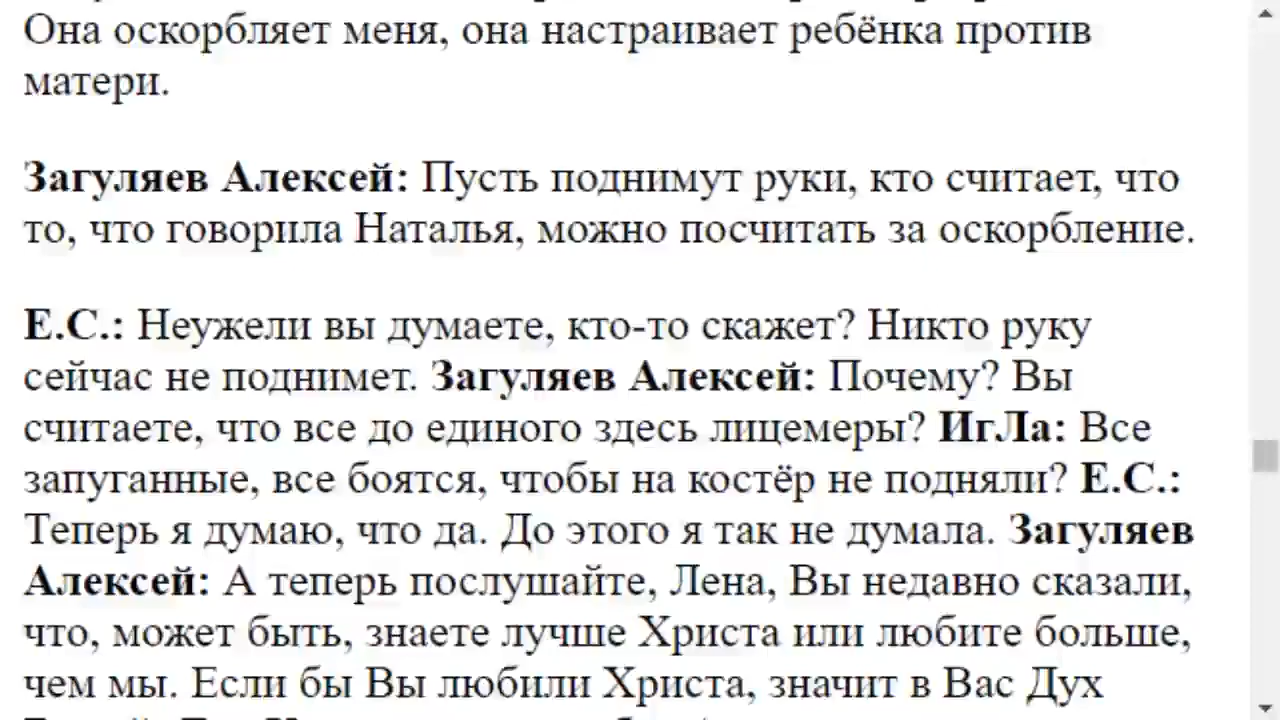 Она оскорбляет меня, она настраивает ребёнка против
матери.
Загуляев Алексей: Пусть поднимут руки, кто считает, что
то, что говорила Наталья, можно посчитать за оскорбление.
Е.С.: Неужели вы думаете, кто-то скажет? Никто руку
сейчас не поднимет. Загуляев Алексей: Почему? Вы
считаете, что все до единого здесь лицемеры? ИгЛа: Все
запуганные, все боятся, чтобы на костёр не подняли? Е.С.:
Теперь я думаю, что да. До этого я так не думала. Загуляев
Алексей: А теперь послушайте, Лена, Вы недавно сказали,
что, может быть, знаете лучше Христа или любите больше,
чем мы. Если бы Вы любили Христа, значит в Вас Дух